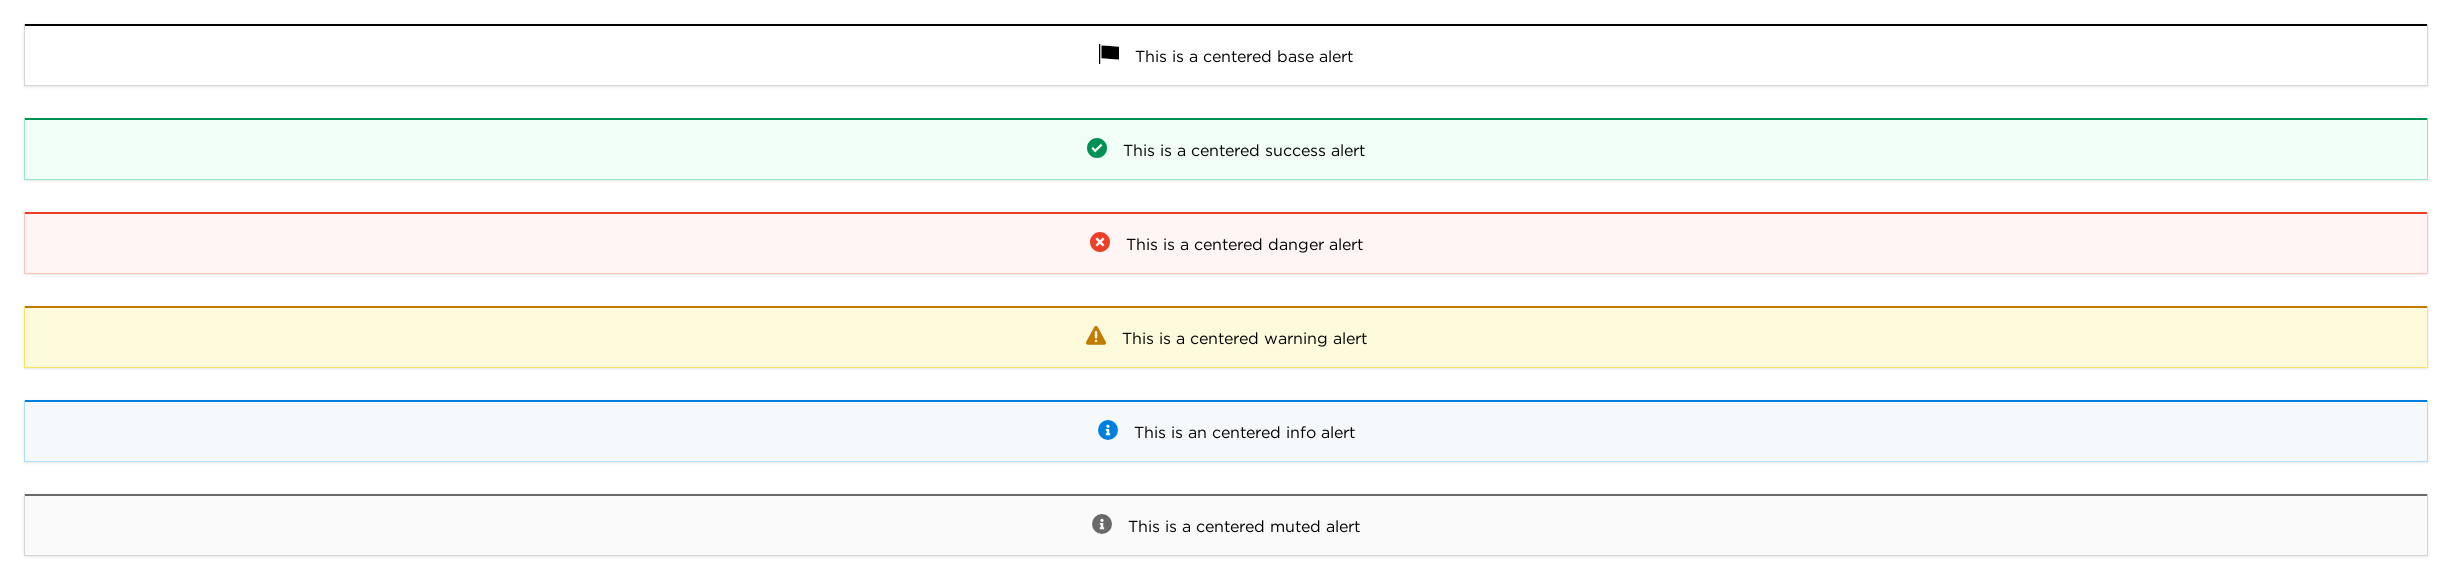 This is a centered base alert
This is a centered success alert
This is a centered danger alert
This is a centered warning alert
This is an centered info alert
This is a centered muted alert